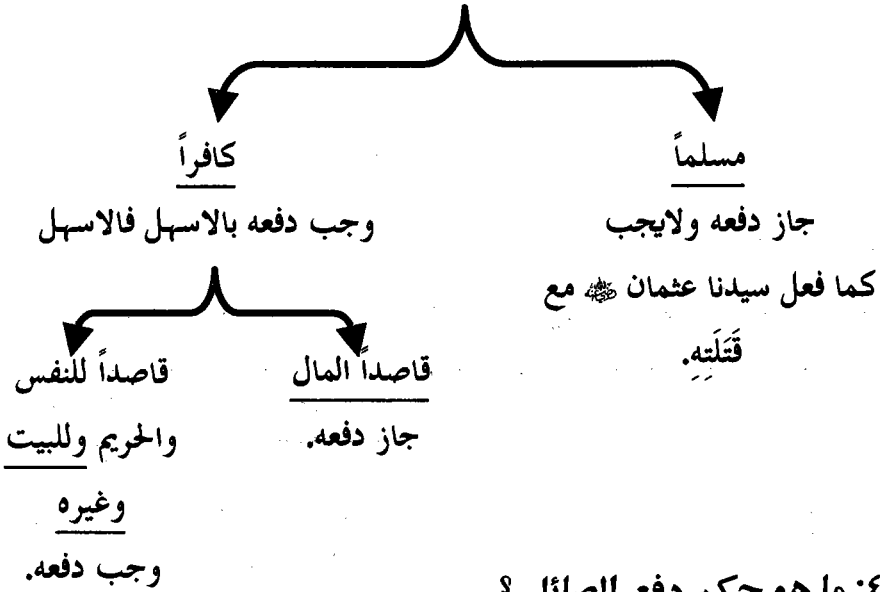 مسلماً
جاز دفعه ولايجب
كما فعل سيدنا عثمان ﷺ مع
قَتَلَتِهِ.
كافراً
وجب دفعه بالاسهل فالاسهل
قاصداً المال
جاز دفعه.
قاصداً للنفس
والحريم وللبيت
وغيره
وجب دفعه.
٤: ما هو حكم دفع الصائل ؟